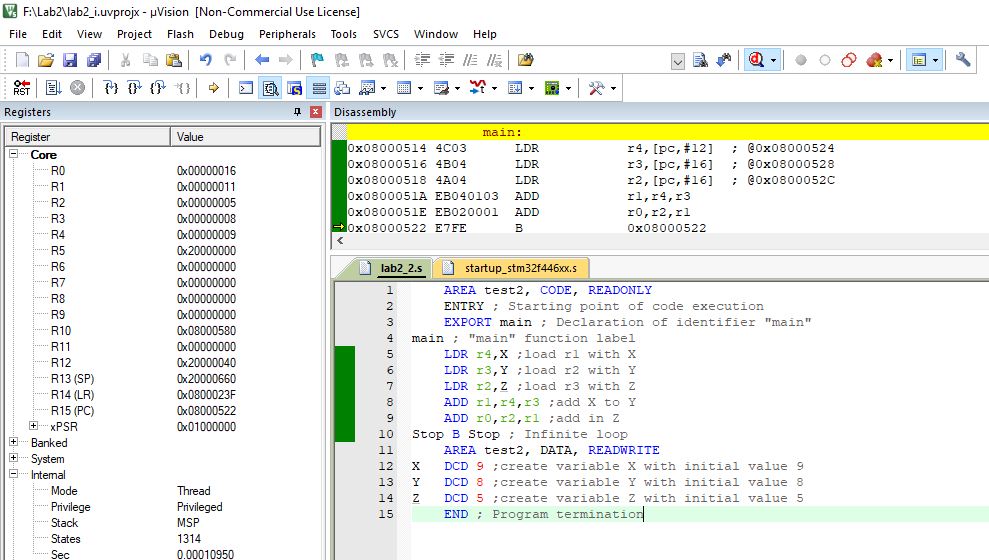 F:\Lab2\lab2_i.uvprojx - µVision [Non-Commercial Use License]
File Edit View Project Flash Debug Peripherals Tools SVCS Window Help
RST
Registers
Disassembly
Register Value
Core
R0 0x00000016
R1 0x00000011
R2 0x00000005
R3 0x00000008
R4 0x00000009
R5 0x20000000
R6 0x00000000
R7 0x00000000
R8 0x00000000
R9 0x00000000
R10 0x08000580
R11 0x00000000
R12 0x20000040
R13 (SP) 0x20000660
R14 (LR) 0x0800023F
R15 (PC) 0x08000522
xPSR 0x01000000
Banked
System
Internal
Mode Thread
Privilege Privileged
Stack MSP
States 1314
Sec 0.00010950
main:
0x08000514 4C03 LDR r4,[pc,#12] ; @0x08000524
0x08000516 4B04 LDR r3,[pc,#16] ; @0x08000528
0x08000518 4A04 LDR r2,[pc,#16] ; @0x0800052C
0x0800051A EB040103 ADD r1,r4,r3
0x0800051E EB020001 ADD r0,r2,r1
0x08000522 E7FE B 0x08000522
lab2_2.s startup_stm32f446xx.s
1 AREA test2, CODE, READONLY
2 ENTRY ; Starting point of code execution
3 EXPORT main ; Declaration of identifier "main"
4 main ; "main" function label
5 LDR r4,X ;load r1 with X
6 LDR r3,Y ;load r2 with Y
7 LDR r2,Z ;load r3 with Z
8 ADD r1,r4,r3 ;add X to Y
9 ADD r0,r2,r1 ;add in Z
10 Stop B Stop ; Infinite loop
11 AREA test2, DATA, READWRITE
12 X DCD 9 ;create variable X with initial value 9
13 Y DCD 8 ;create variable Y with initial value 8
14 Z DCD 5 ;create variable Z with initial value 5
15 END ; Program termination